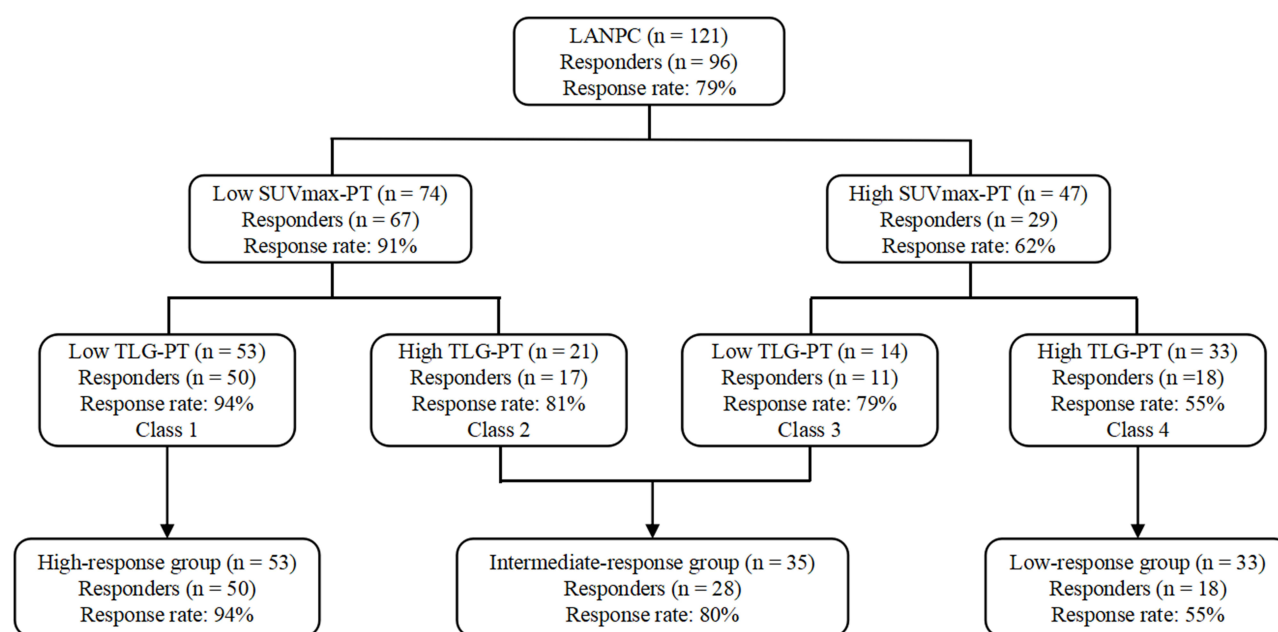 LANPC (n = 121)
Responders (n = 96)
Response rate: 79%
Low SUVmax-PT (n = 74)
Responders (n = 67)
Response rate: 91%
High SUVmax-PT (n = 47)
Responders (n = 29)
Response rate: 62%
Low TLG-PT (n = 53)
Responders (n = 50)
Response rate: 94%
Class 1
High TLG-PT (n = 21)
Responders (n = 17)
Response rate: 81%
Class 2
Low TLG-PT (n = 14)
Responders (n = 11)
Response rate: 79%
Class 3
High TLG-PT (n = 33)
Responders (n =18)
Response rate: 55%
Class 4
High-response group (n = 53)
Responders (n = 50)
Response rate: 94%
Intermediate-response group (n = 35)
Responders (n = 28)
Response rate: 80%
Low-response group (n = 33)
Responders (n = 18)
Response rate: 55%